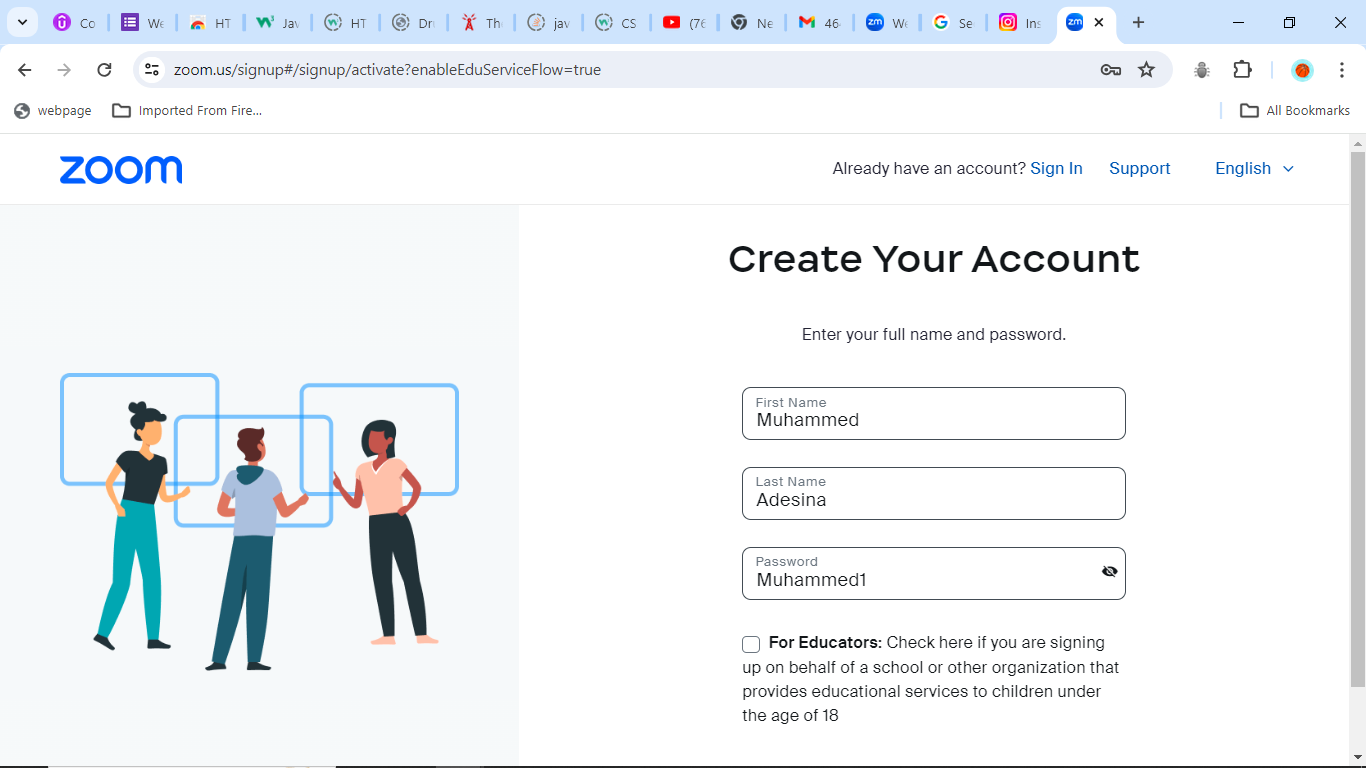 Co We HT Jav HT Dr The jav CS (76 Ne 46 We Se Ins
zoom.us/signup#/signup/activate?enableEduServiceFlow=true
webpage Imported From Fire... All Bookmarks
zoom Already have an account? Sign In Support English
Create Your Account
Enter your full name and password.
First Name
Muhammed
Last Name
Adesina
Password
Muhammed1
For Educators: Check here if you are signing
up on behalf of a school or other organization that
provides educational services to children under
the age of 18